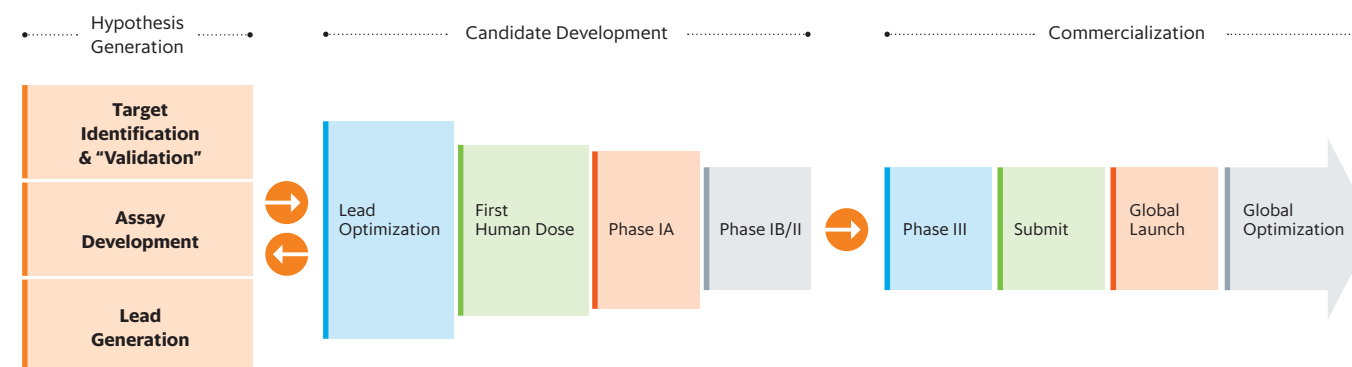 Hypothesis
Generation
Candidate Development
Commercialization
Target
Identification
& “Validation”
Assay
Development
Lead
Generation
Lead
Optimization
First
Human Dose
Phase IA
Phase IB/II
Phase III
Submit
Global
Launch
Global
Optimization